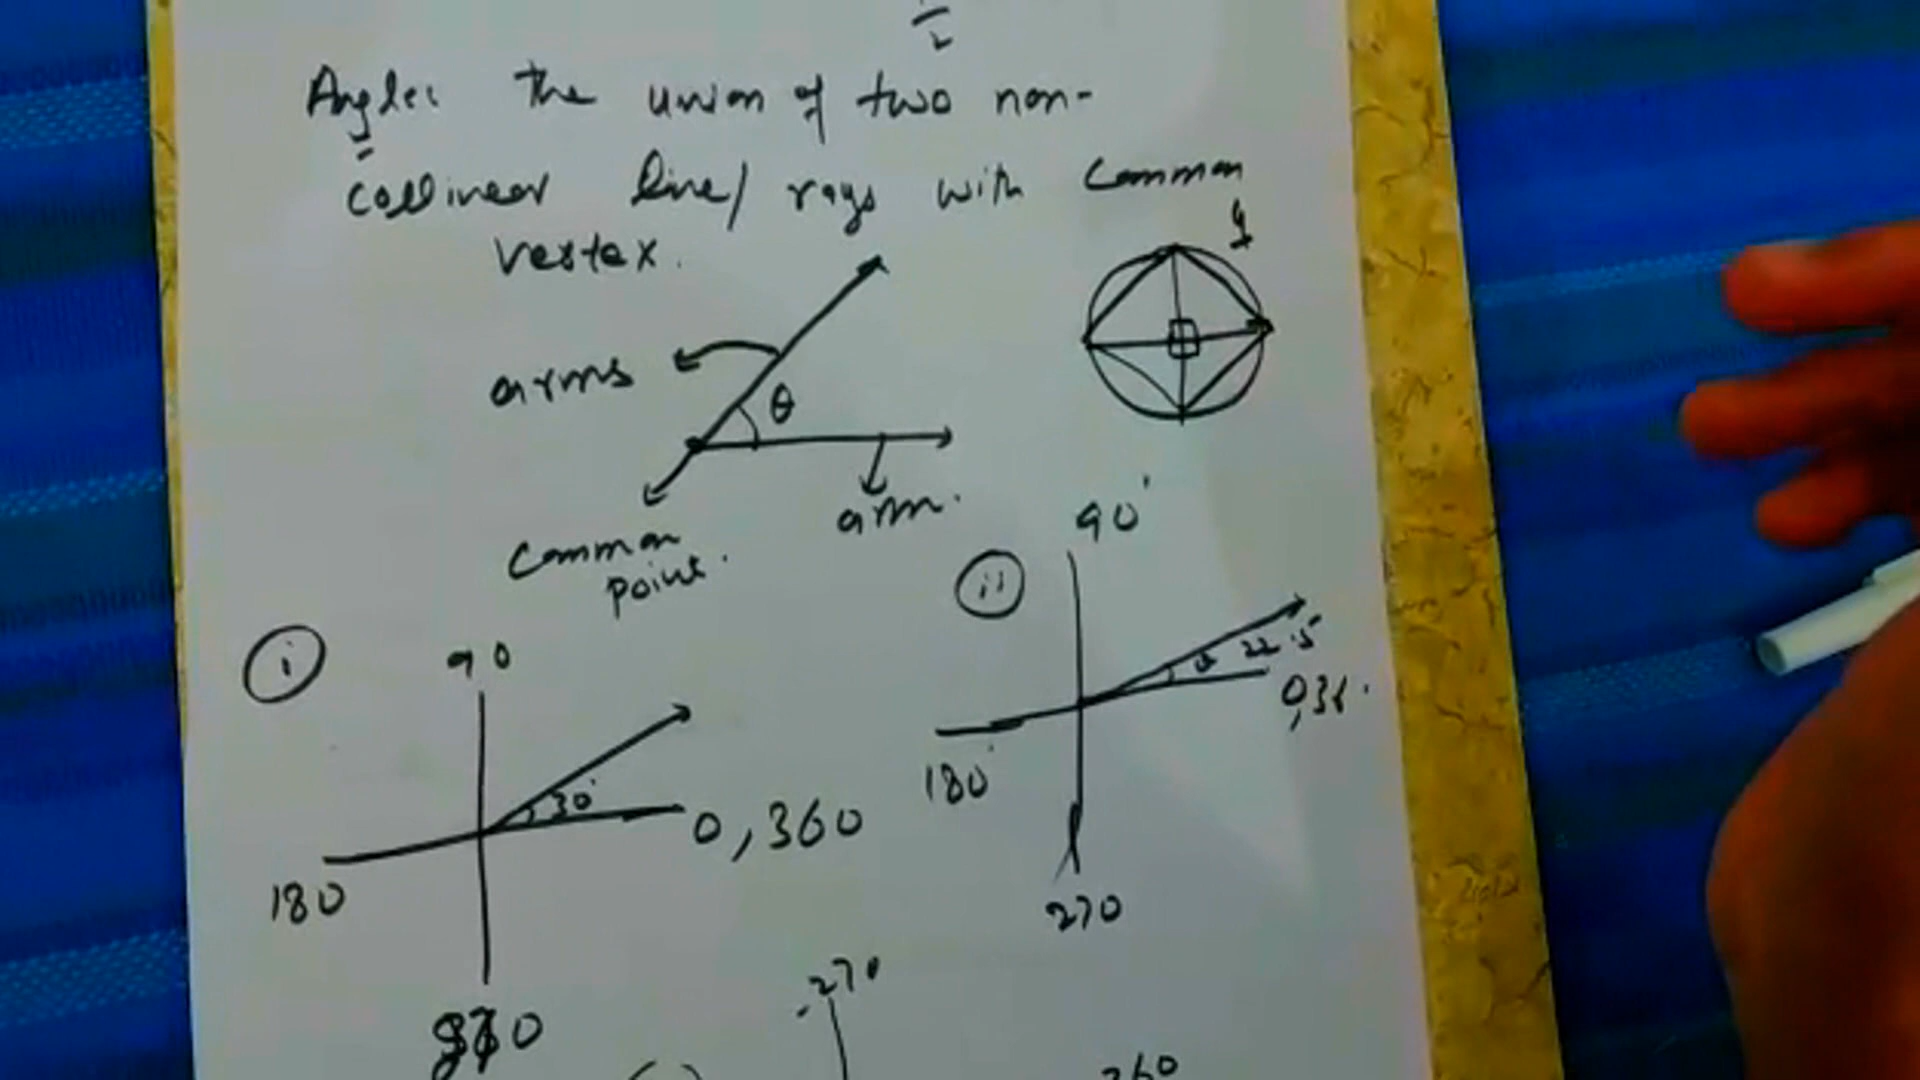 Angle: The union of two non-
collinear line/ rays with common
vertex.
arms
θ
arm.
common
point.
i
90
30°
0, 360
180
270
ii
90°
22.5
0, 36.
180°
270
-270
360